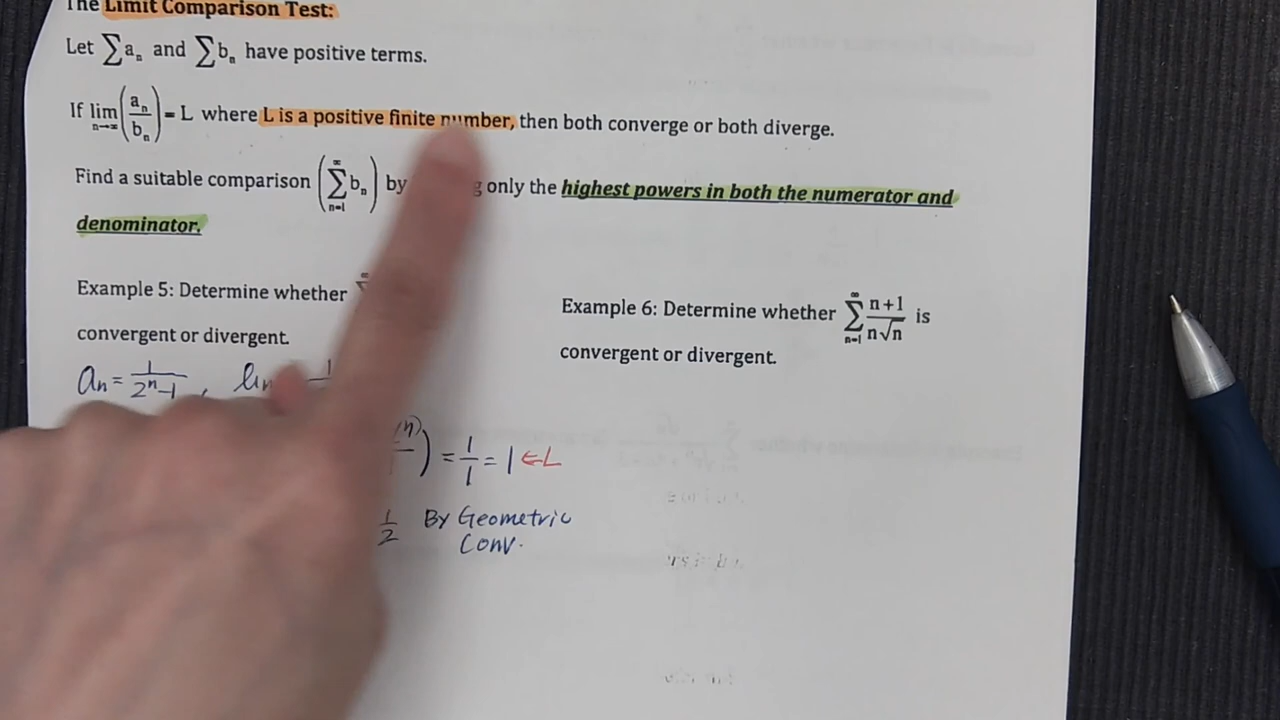 The Limit Comparison Test:
Let ∑aₙ and ∑bₙ have positive terms.
If lim n→∞ (aₙ/bₙ) = L where L is a positive finite number, then both converge or both diverge.
Find a suitable comparison (∑ n=1 ∞ bₙ) by only the highest powers in both the numerator and
denominator.
Example 5: Determine whether
convergent or divergent.
Example 6: Determine whether ∑ n=1 ∞ (n+1)/(n√n) is
convergent or divergent.
aₙ = 1/(2ⁿ-1) ,
= 1/1 = 1 ← L
1/2 By Geometric
Conv.